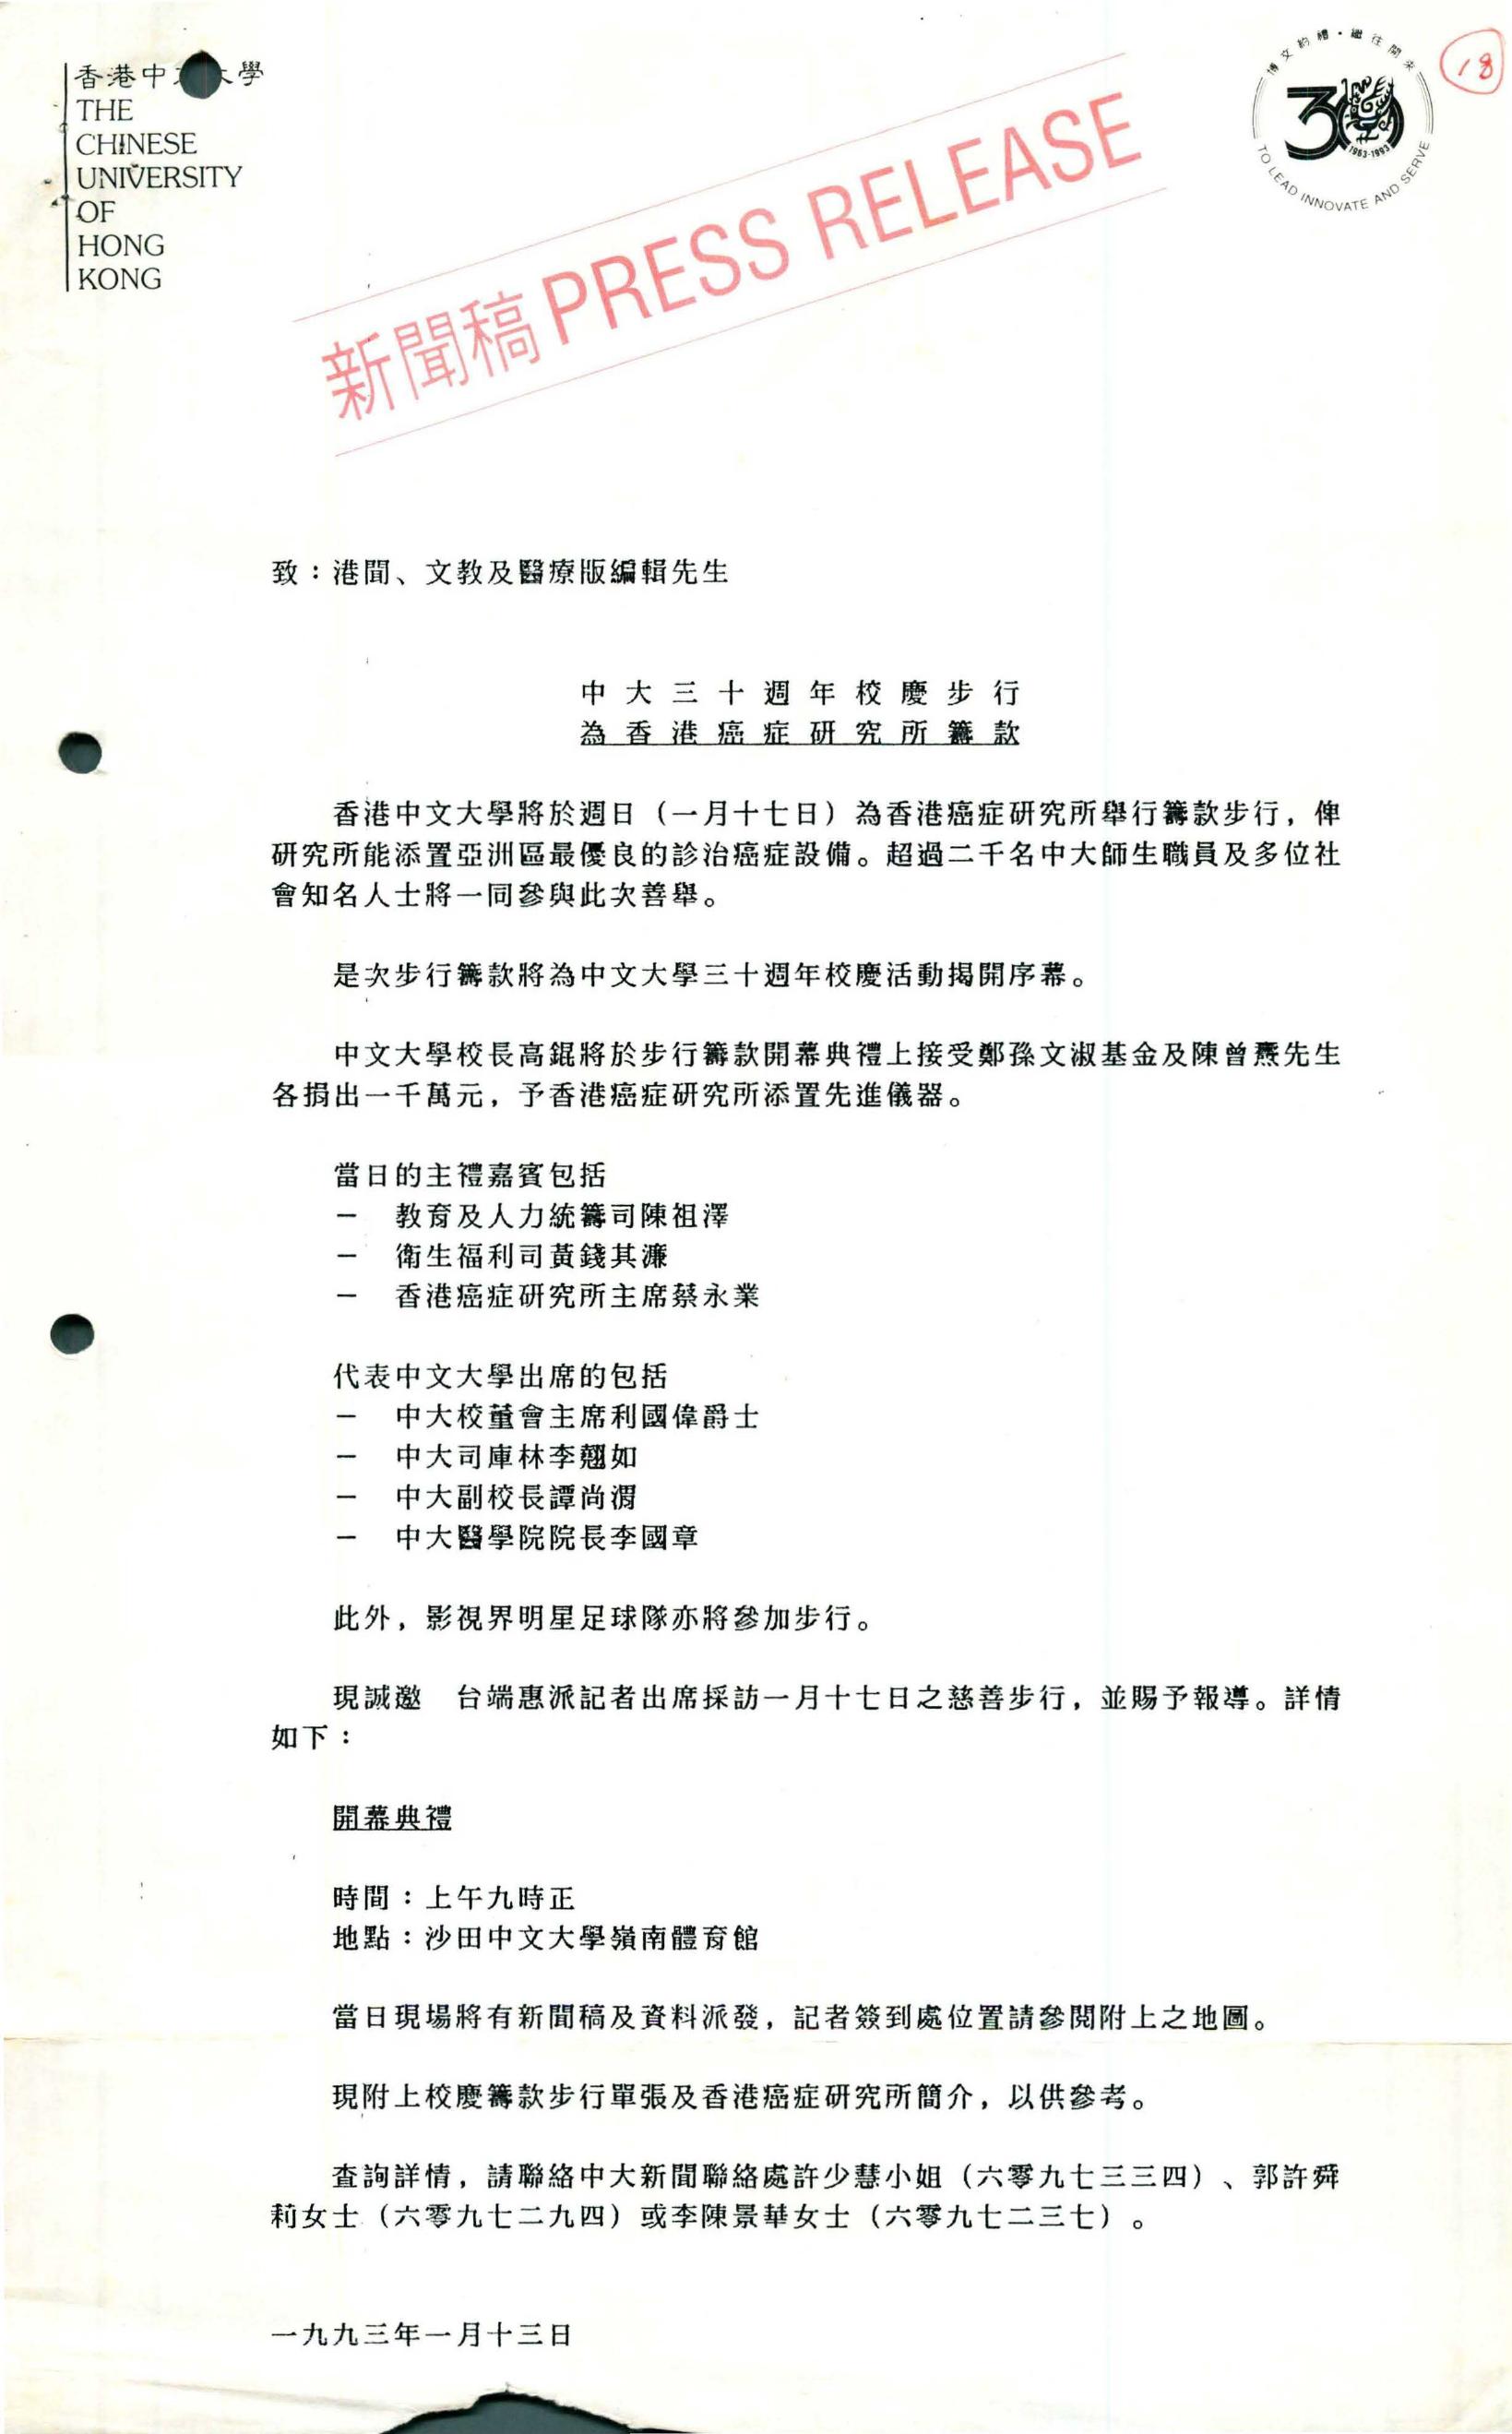 香港中文大學
THE
CHINESE
UNIVERSITY
OF
HONG
KONG
新聞稿 PRESS RELEASE
博文約禮・繼往開來
30
1963-1993
TO LEAD INNOVATE AND SERVE
18
致：港聞、文教及醫療版編輯先生
中大三十週年校慶步行
為香港癌症研究所籌款
香港中文大學將於週日（一月十七日）為香港癌症研究所舉行籌款步行，俾
研究所能添置亞洲區最優良的診治癌症設備。超過二千名中大師生職員及多位社
會知名人士將一同參與此次善舉。
是次步行籌款將為中文大學三十週年校慶活動揭開序幕。
中文大學校長高錕將於步行籌款開幕典禮上接受鄭孫文淑基金及陳曾燾先生
各捐出一千萬元，予香港癌症研究所添置先進儀器。
當日的主禮嘉賓包括
－ 教育及人力統籌司陳祖澤
－ 衛生福利司黃錢其濂
－ 香港癌症研究所主席蔡永業
代表中文大學出席的包括
－ 中大校董會主席利國偉爵士
－ 中大司庫林李翹如
－ 中大副校長譚尚渭
－ 中大醫學院院長李國章
此外，影視界明星足球隊亦將參加步行。
現誠邀　台端惠派記者出席採訪一月十七日之慈善步行，並賜予報導。詳情
如下：
開幕典禮
時間：上午九時正
地點：沙田中文大學嶺南體育館
當日現場將有新聞稿及資料派發，記者簽到處位置請參閱附上之地圖。
現附上校慶籌款步行單張及香港癌症研究所簡介，以供參考。
查詢詳情，請聯絡中大新聞聯絡處許少慧小姐（六零九七三三四）、郭許舜
莉女士（六零九七二九四）或李陳景華女士（六零九七二三七）。
一九九三年一月十三日